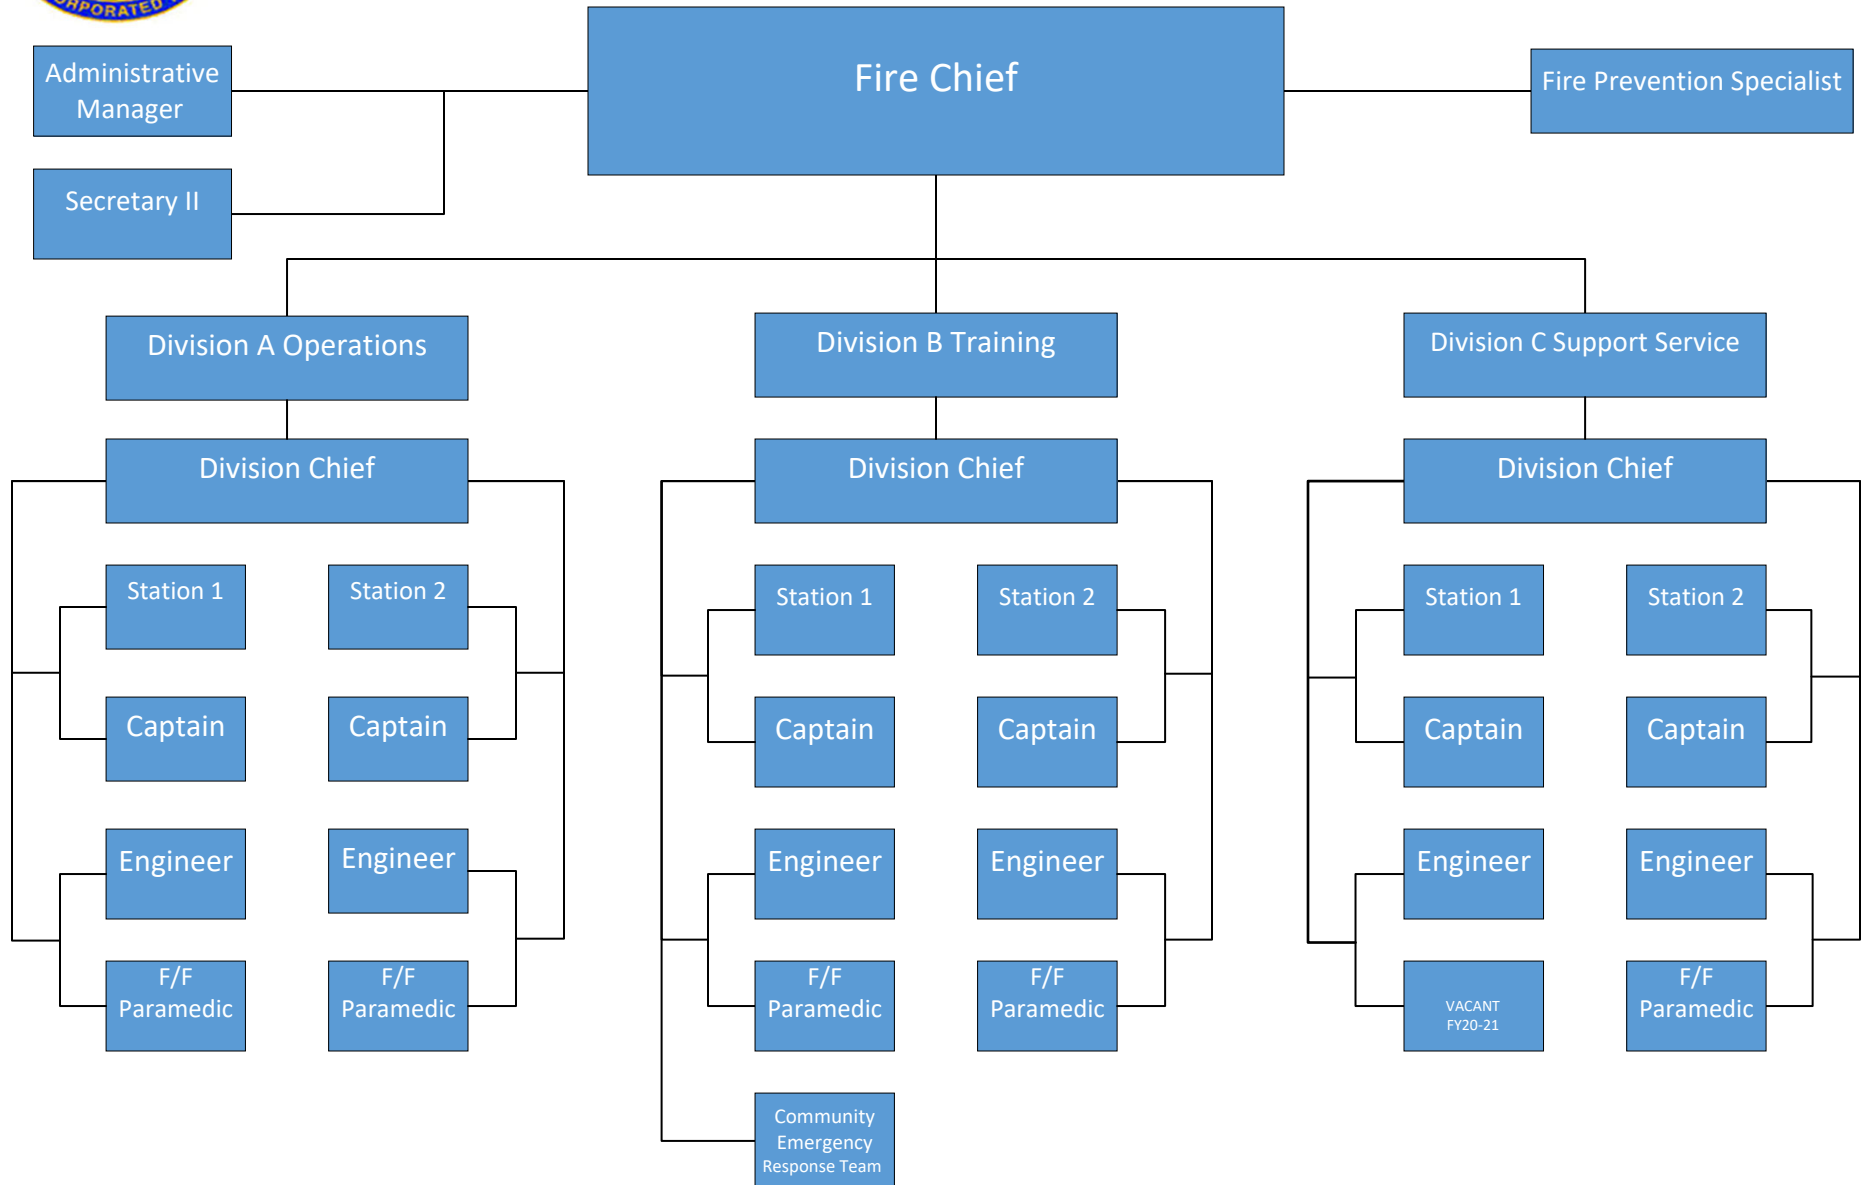 CORPORATED
Administrative
Manager
Fire Chief
Fire Prevention Specialist
Secretary II
Division A Operations
Division B Training
Division C Support Service
Division Chief
Division Chief
Division Chief
Station 1
Station 2
Station 1
Station 2
Station 1
Station 2
Captain
Captain
Captain
Captain
Captain
Captain
Engineer
Engineer
Engineer
Engineer
Engineer
Engineer
F/F
Paramedic
F/F
Paramedic
F/F
Paramedic
F/F
Paramedic
VACANT
FY20-21
F/F
Paramedic
Community
Emergency
Response Team